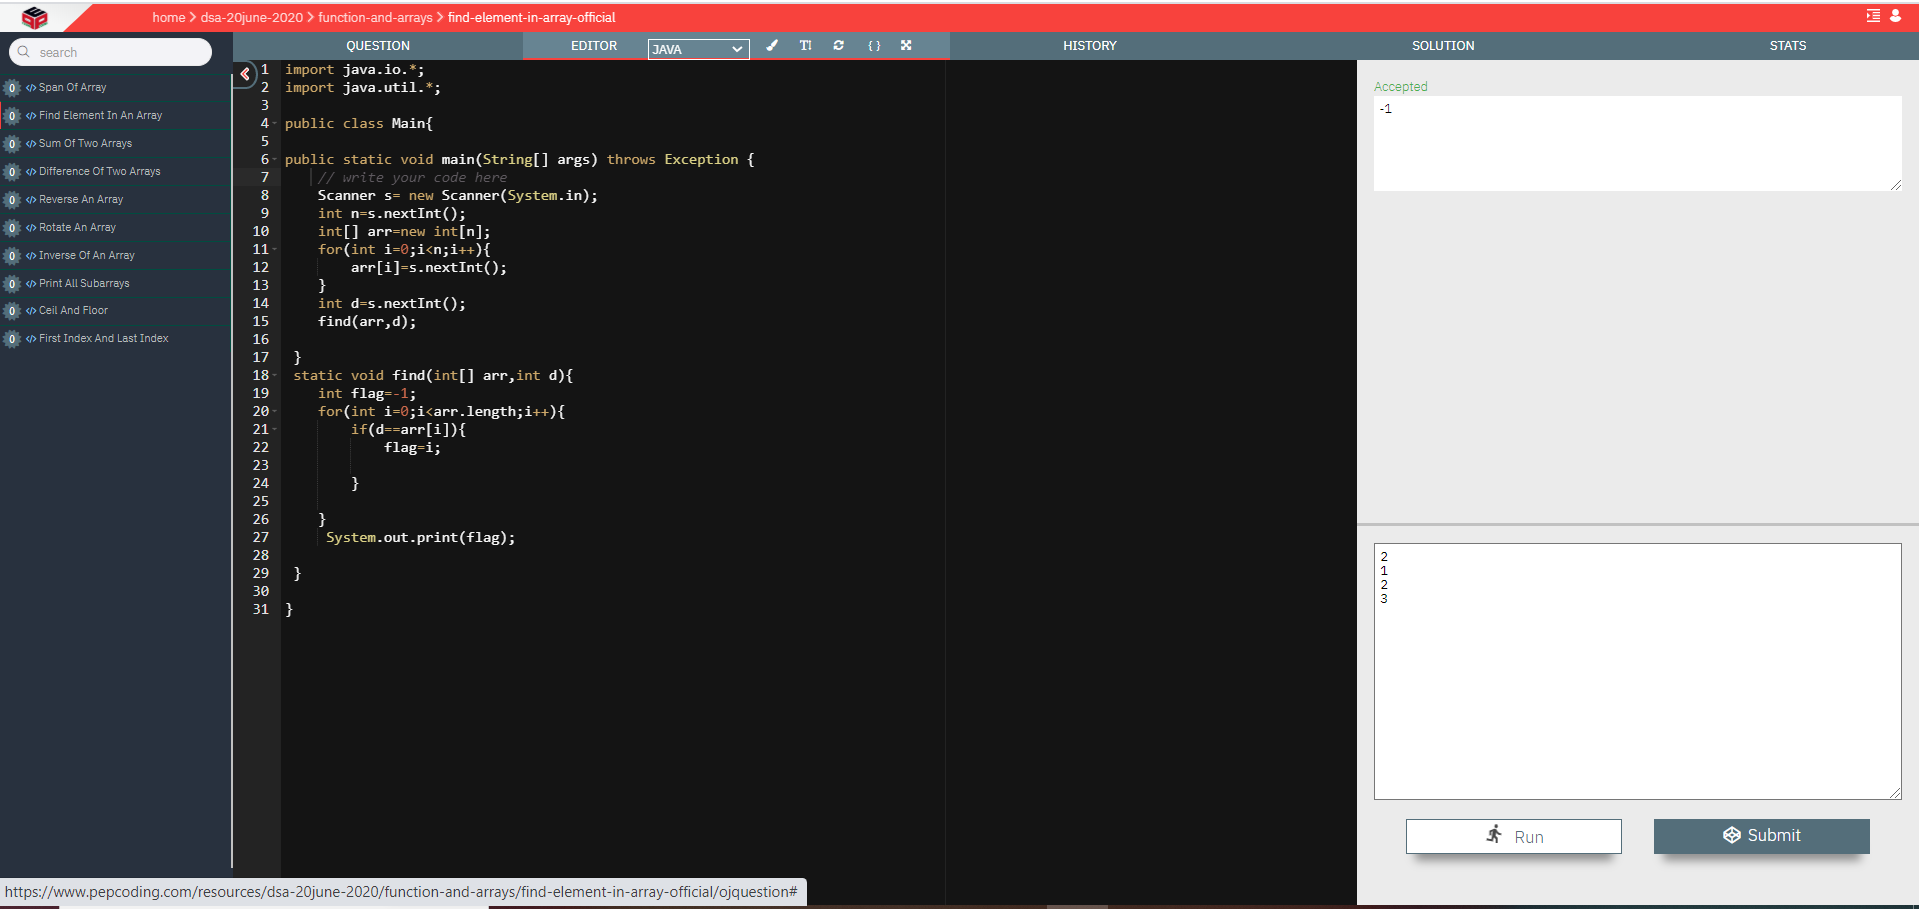 home > dsa-20june-2020 > function-and-arrays > find-element-in-array-official
search
QUESTION
EDITOR
JAVA
T!
{ }
HISTORY
SOLUTION
STATS
0 </> Span Of Array
0 </> Find Element In An Array
0 </> Sum Of Two Arrays
0 </> Difference Of Two Arrays
0 </> Reverse An Array
0 </> Rotate An Array
0 </> Inverse Of An Array
0 </> Print All Subarrays
0 </> Ceil And Floor
0 </> First Index And Last Index
1 import java.io.*;
2 import java.util.*;
3
4 public class Main{
5
6 public static void main(String[] args) throws Exception {
7 // write your code here
8 Scanner s= new Scanner(System.in);
9 int n=s.nextInt();
10 int[] arr=new int[n];
11 for(int i=0;i<n;i++){
12 arr[i]=s.nextInt();
13 }
14 int d=s.nextInt();
15 find(arr,d);
16
17 }
18 static void find(int[] arr,int d){
19 int flag=-1;
20 for(int i=0;i<arr.length;i++){
21 if(d==arr[i]){
22 flag=i;
23
24 }
25
26 }
27 System.out.print(flag);
28
29 }
30
31 }
Accepted
-1
2
1
2
3
Run
Submit
https://www.pepcoding.com/resources/dsa-20june-2020/function-and-arrays/find-element-in-array-official/ojquestion#